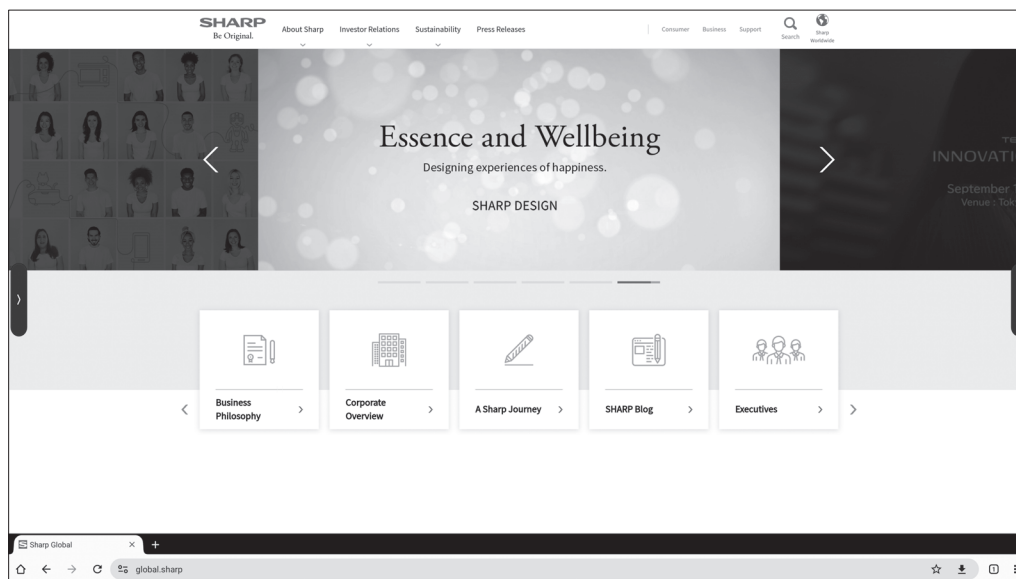 SHARP
Be Original.
About Sharp
Investor Relations
Sustainability
Press Releases
Consumer
Business
Support
Search
Sharp
Worldwide
Essence and Wellbeing
Designing experiences of happiness.
SHARP DESIGN
INNOVATI
September
Venue : Tok
Business
Philosophy
Corporate
Overview
A Sharp Journey
SHARP Blog
Executives
Sharp Global
global.sharp
1